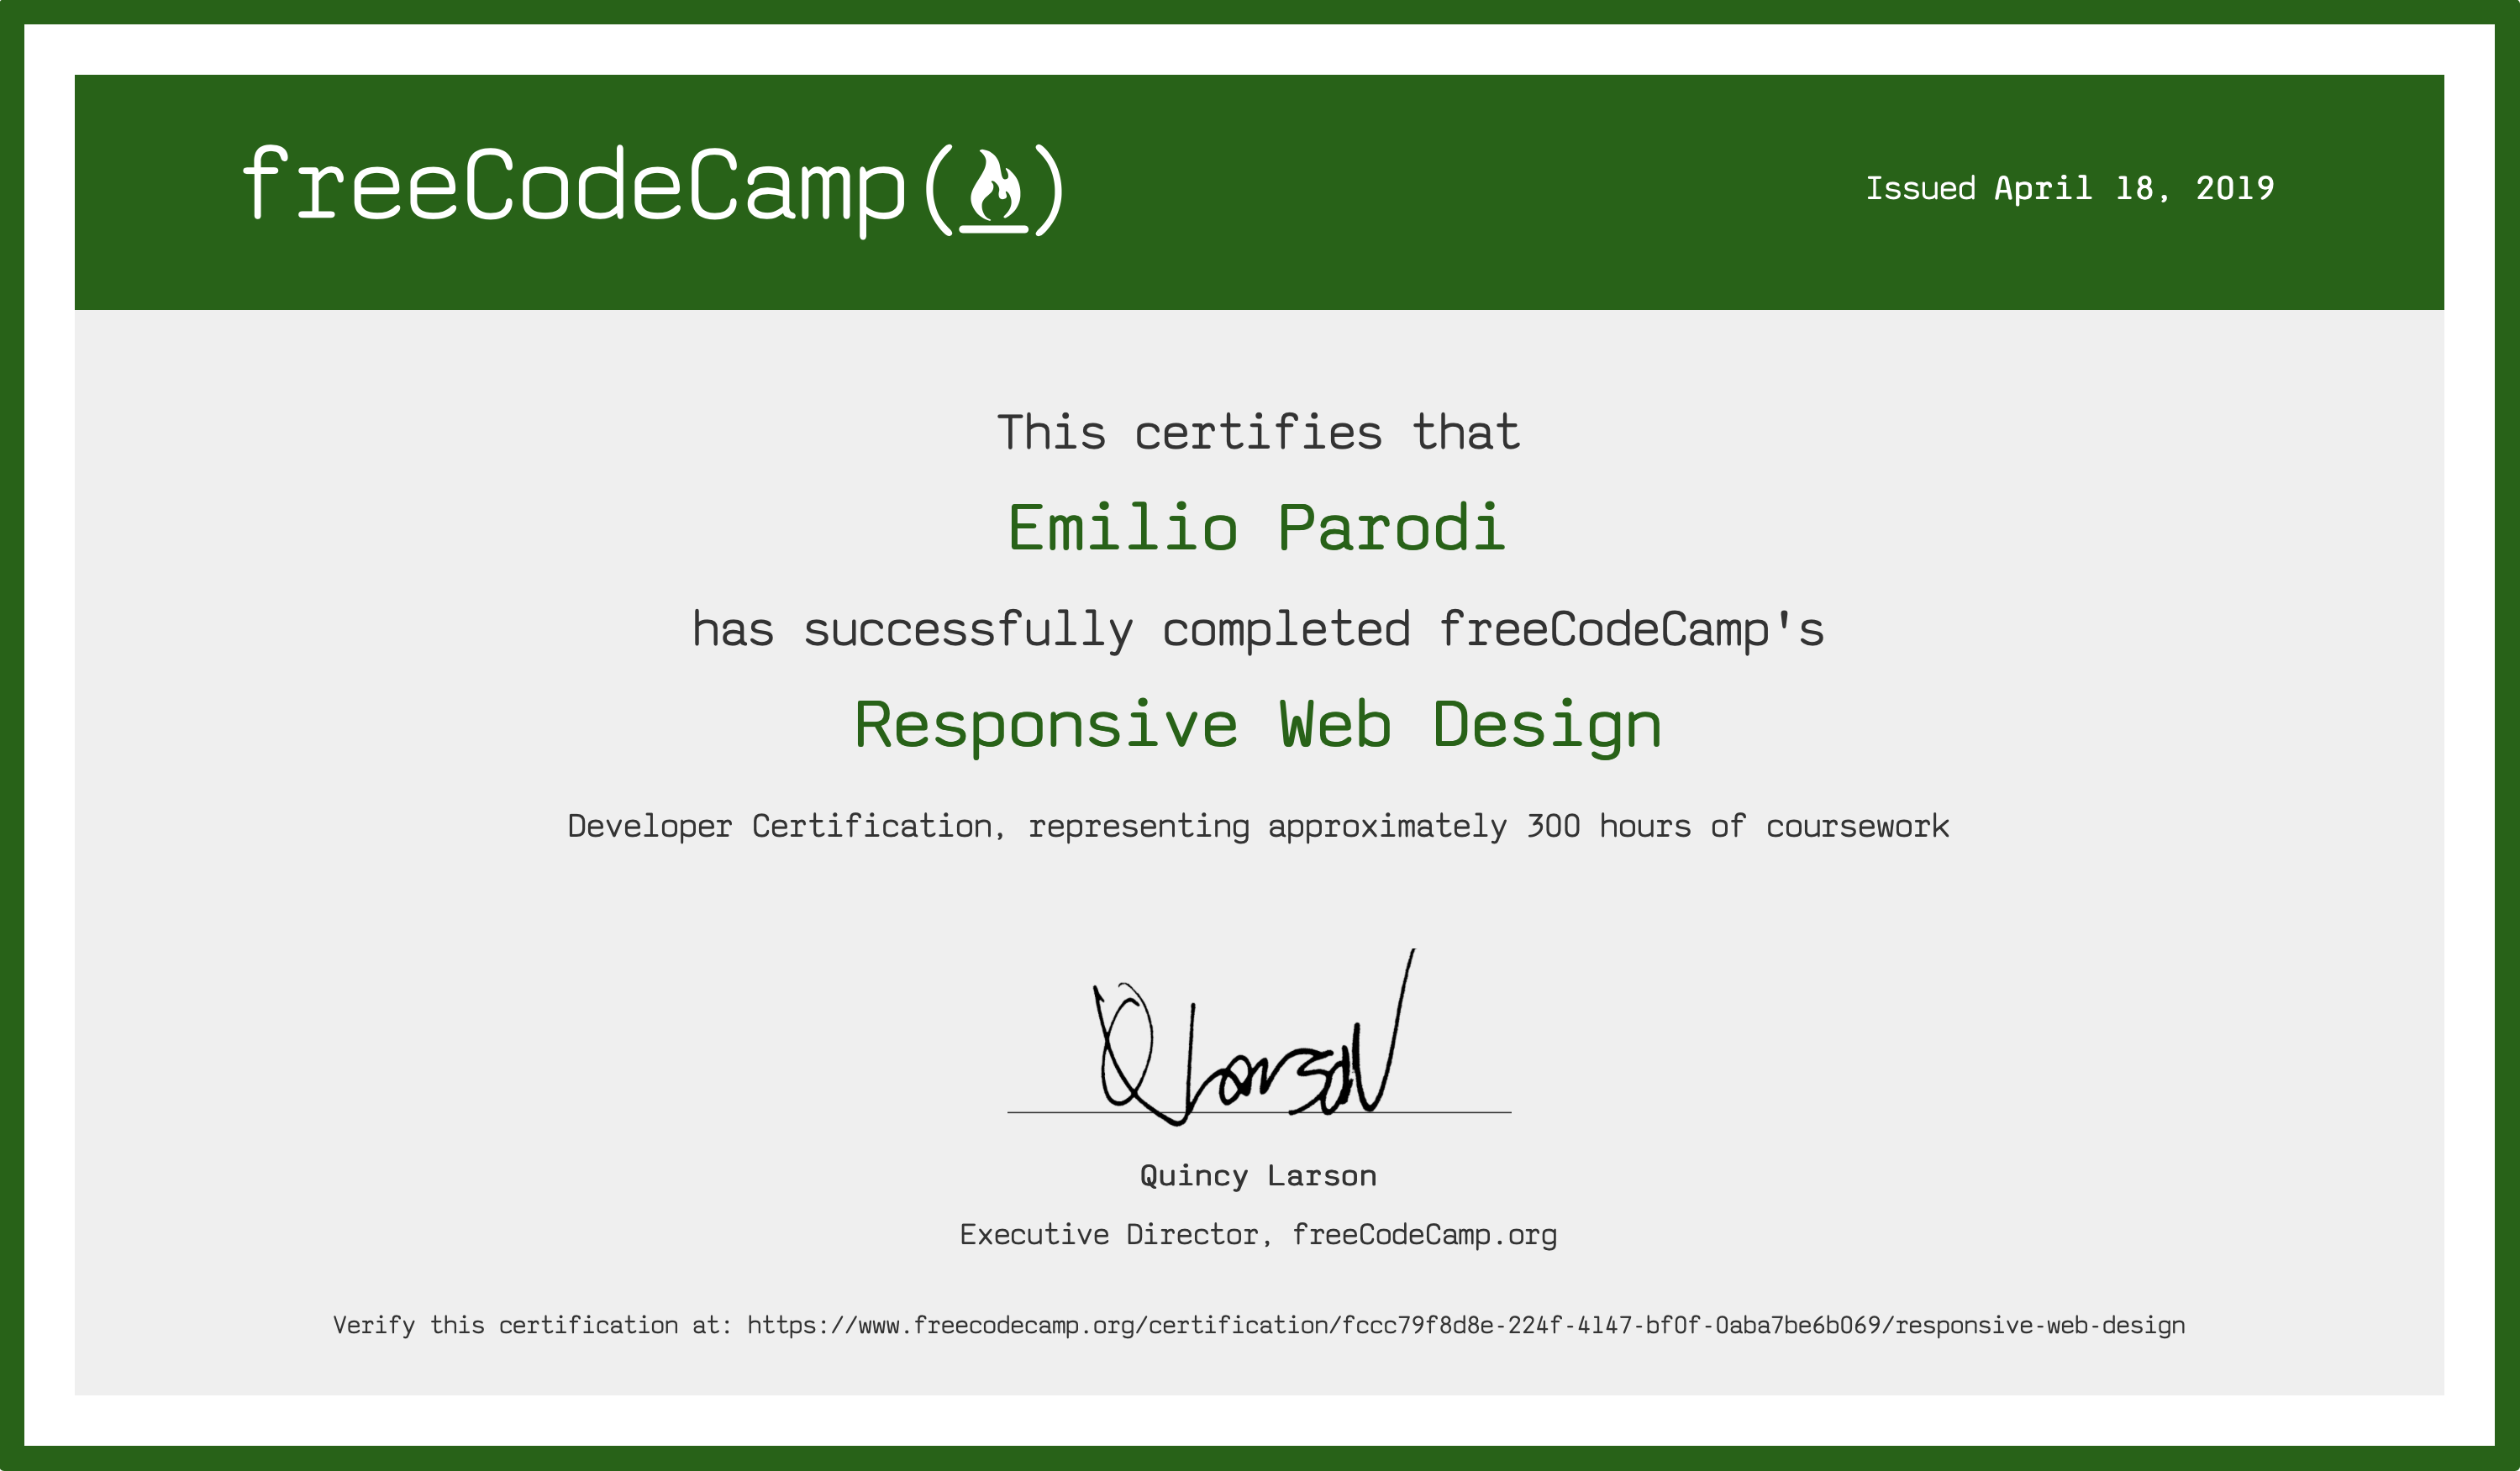 freeCodeCamp(🔥)
Issued April 18, 2019
This certifies that
Emilio Parodi
has successfully completed freeCodeCamp's
Responsive Web Design
Developer Certification, representing approximately 300 hours of coursework
Q Larson
Quincy Larson
Executive Director, freeCodeCamp.org
Verify this certification at: https://www.freecodecamp.org/certification/fccc79f8d8e-224f-4147-bf0f-0aba7be6b069/responsive-web-design